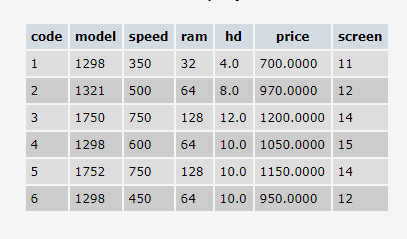 code model speed ram hd price screen
1 1298 350 32 4.0 700.0000 11
2 1321 500 64 8.0 970.0000 12
3 1750 750 128 12.0 1200.0000 14
4 1298 600 64 10.0 1050.0000 15
5 1752 750 128 10.0 1150.0000 14
6 1298 450 64 10.0 950.0000 12